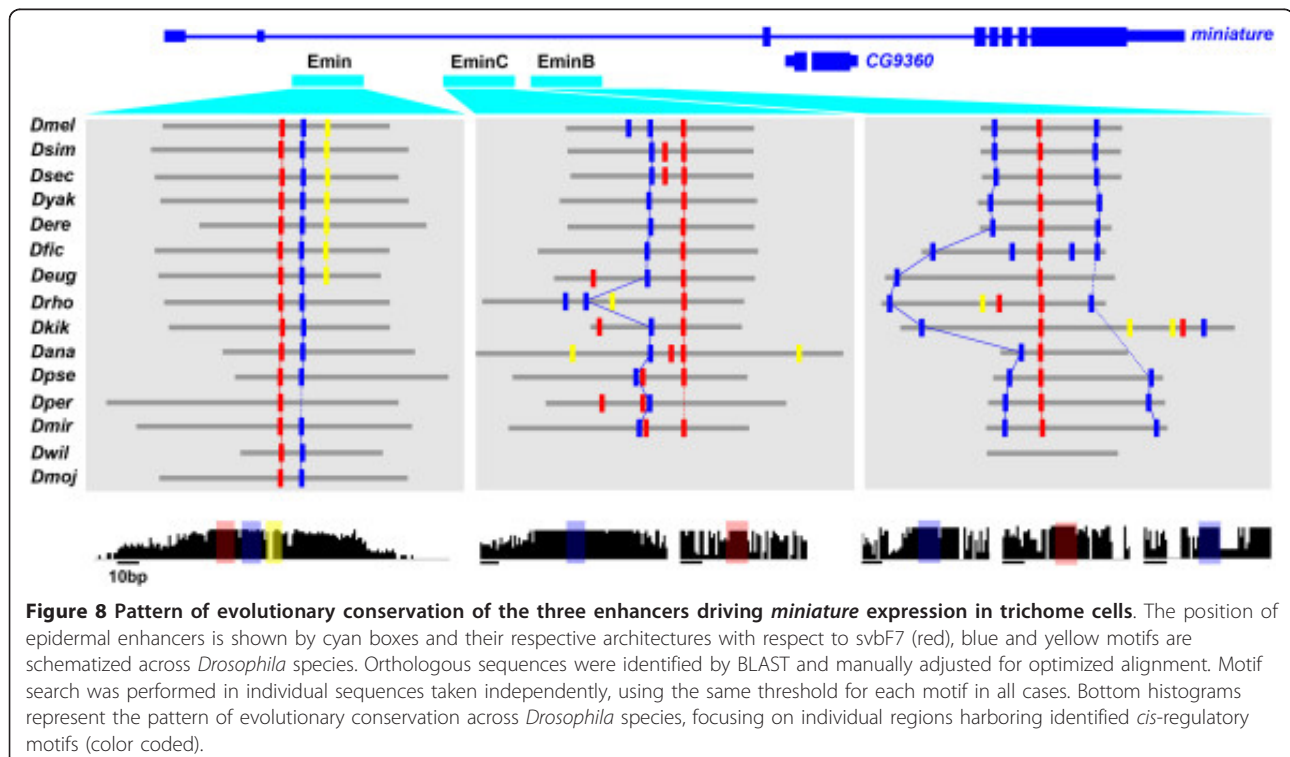 miniature
CG9360
Emin
EminC
EminB
Dmel
Dsim
Dsec
Dyak
Dere
Dfic
Deug
Drho
Dkik
Dana
Dpse
Dper
Dmir
Dwil
Dmoj
10bp
Figure 8 Pattern of evolutionary conservation of the three enhancers driving miniature expression in trichome cells. The position of
epidermal enhancers is shown by cyan boxes and their respective architectures with respect to svbF7 (red), blue and yellow motifs are
schematized across Drosophila species. Orthologous sequences were identified by BLAST and manually adjusted for optimized alignment. Motif
search was performed in individual sequences taken independently, using the same threshold for each motif in all cases. Bottom histograms
represent the pattern of evolutionary conservation across Drosophila species, focusing on individual regions harboring identified cis-regulatory
motifs (color coded).